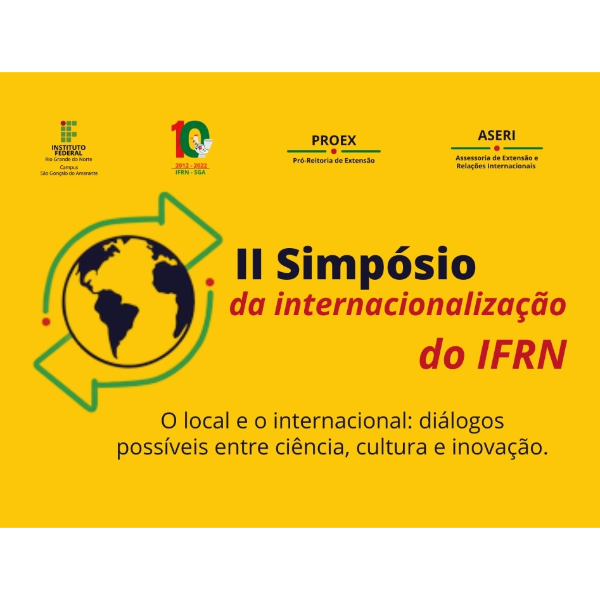 INSTITUTO
FEDERAL
Rio Grande do Norte
Campus
São Gonçalo do Amarante
10
2012 - 2022
IFRN - SGA
PROEX
Pró-Reitoria de Extensão
ASERI
Assessoria de Extensão e
Relações Internacionais
II Simpósio
da internacionalização
do IFRN
O local e o internacional: diálogos
possíveis entre ciência, cultura e inovação.